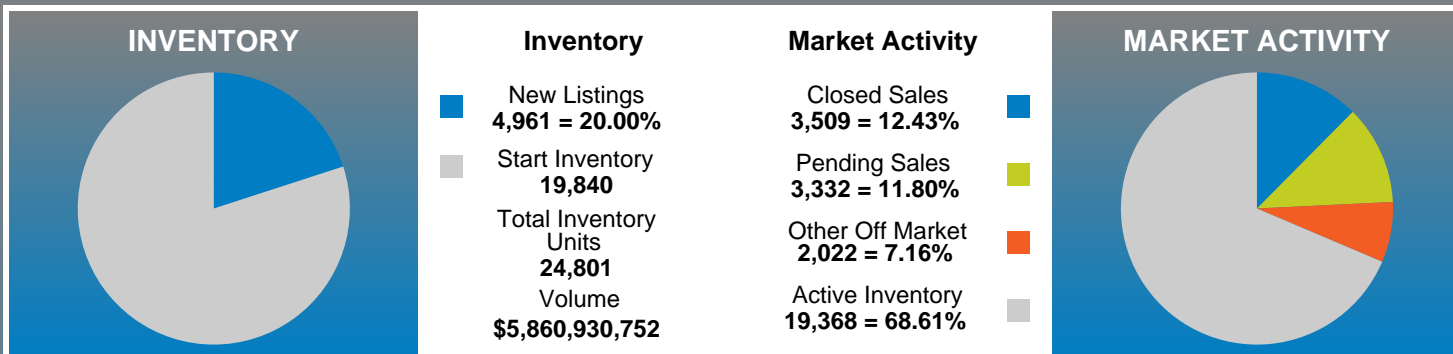 INVENTORY
Inventory
New Listings
4,961 = 20.00%
Start Inventory
19,840
Total Inventory
Units
24,801
Volume
$5,860,930,752
Market Activity
Closed Sales
3,509 = 12.43%
Pending Sales
3,332 = 11.80%
Other Off Market
2,022 = 7.16%
Active Inventory
19,368 = 68.61%
MARKET ACTIVITY